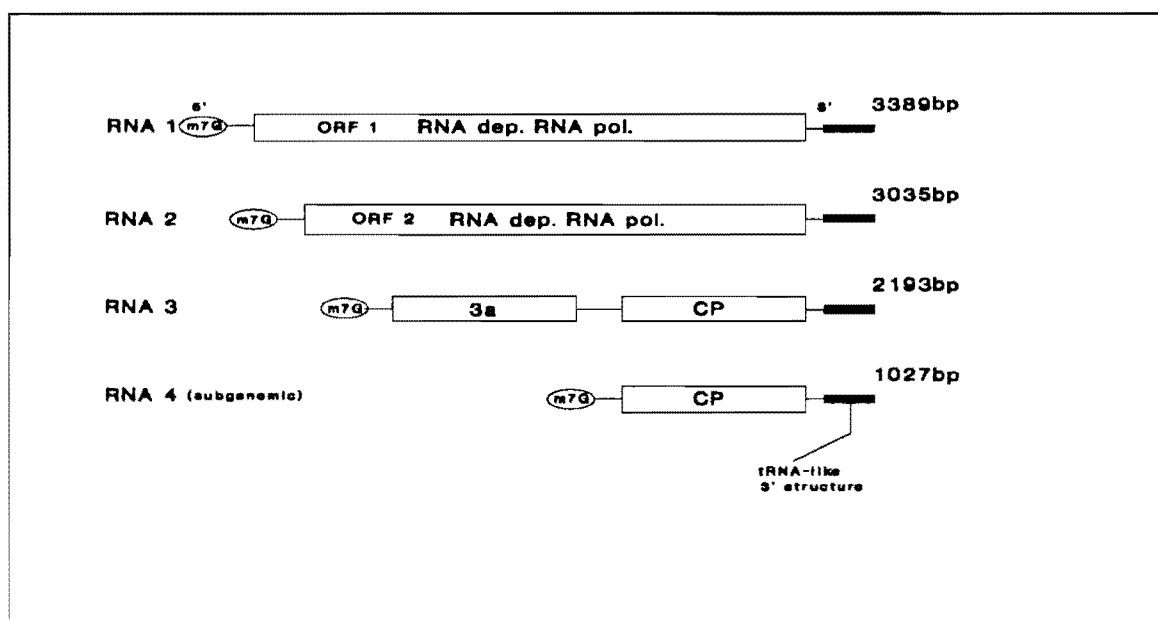 5' 3' 3389bp
RNA 1 m7G ORF 1 RNA dep. RNA pol.
3035bp
RNA 2 m7G ORF 2 RNA dep. RNA pol.
2193bp
RNA 3 m7G 3a CP
1027bp
RNA 4 (subgenomic) m7G CP
tRNA-like
3' structure